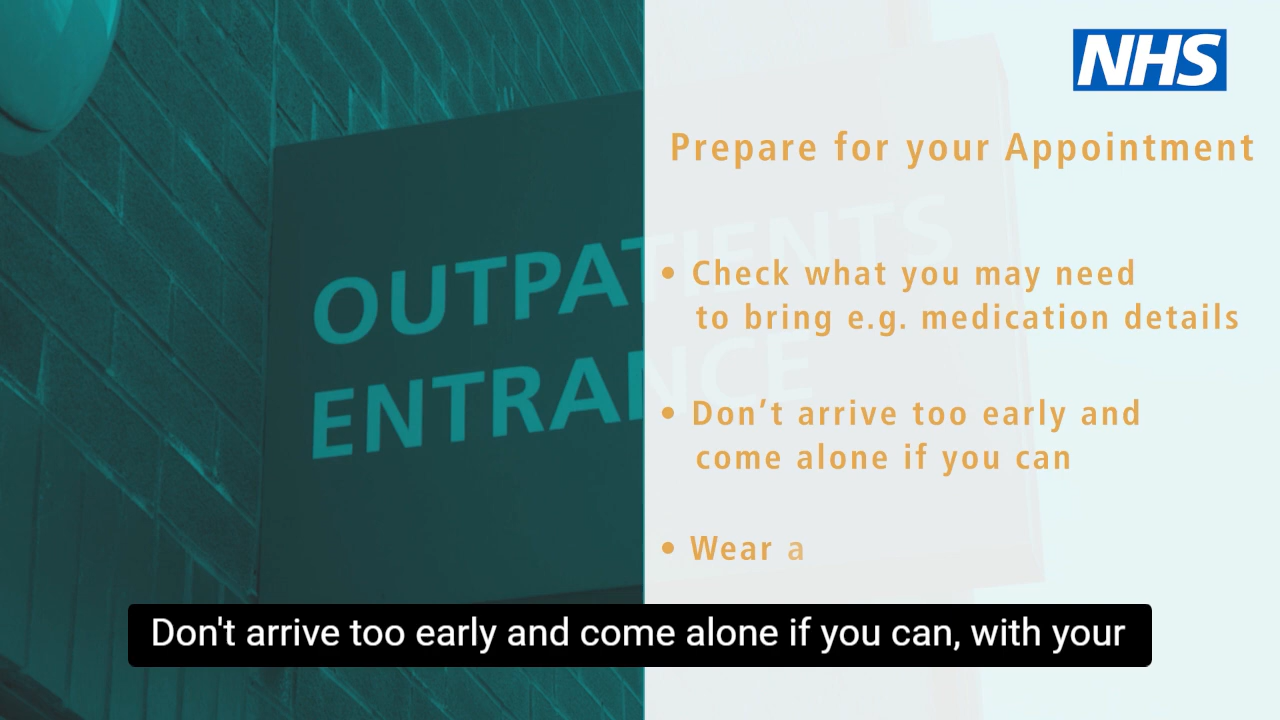 NHS
Prepare for your Appointment
OUTPATIENTS
ENTRANCE
• Check what you may need
to bring e.g. medication details
• Don’t arrive too early and
come alone if you can
• Wear a
Don't arrive too early and come alone if you can, with your